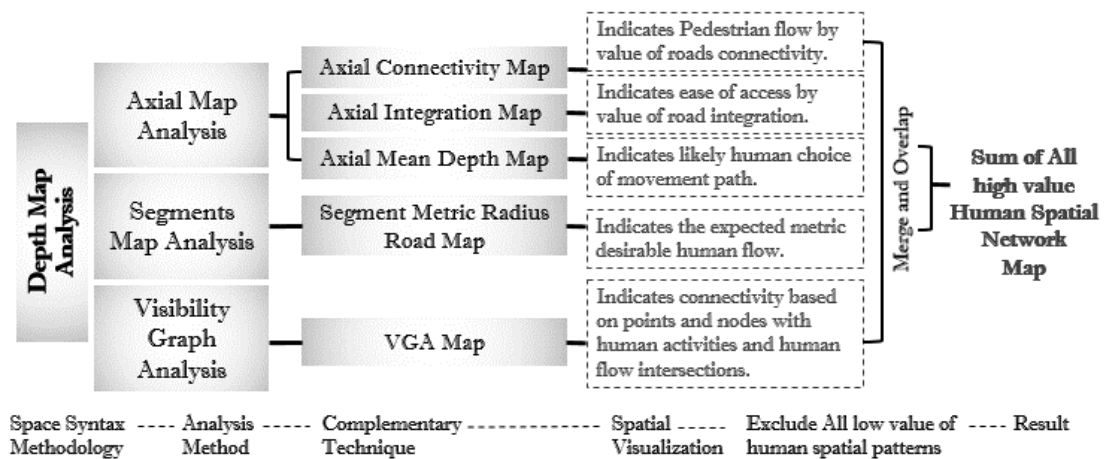 Depth Map
Analysis
Axial Map
Analysis
Segments
Map Analysis
Visibility
Graph
Analysis
Axial Connectivity Map
Axial Integration Map
Axial Mean Depth Map
Segment Metric Radius
Road Map
VGA Map
Indicates Pedestrian flow by
value of roads connectivity.
Indicates ease of access by
value of road integration.
Indicates likely human choice
of movement path.
Indicates the expected metric
desirable human flow.
Indicates connectivity based
on points and nodes with
human activities and human
flow intersections.
Merge and Overlap
Sum of All
high value
Human Spatial
Network
Map
Space Syntax
Methodology
Analysis
Method
Complementary
Technique
Spatial
Visualization
Exclude All low value of
human spatial patterns
Result